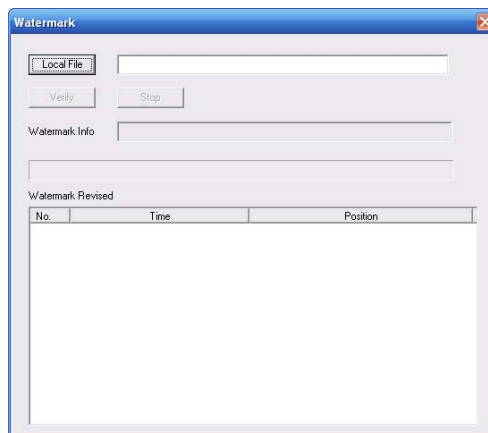 Watermark
Local File
Verify Stop
Watermark Info
Watermark Revised
No. Time Position